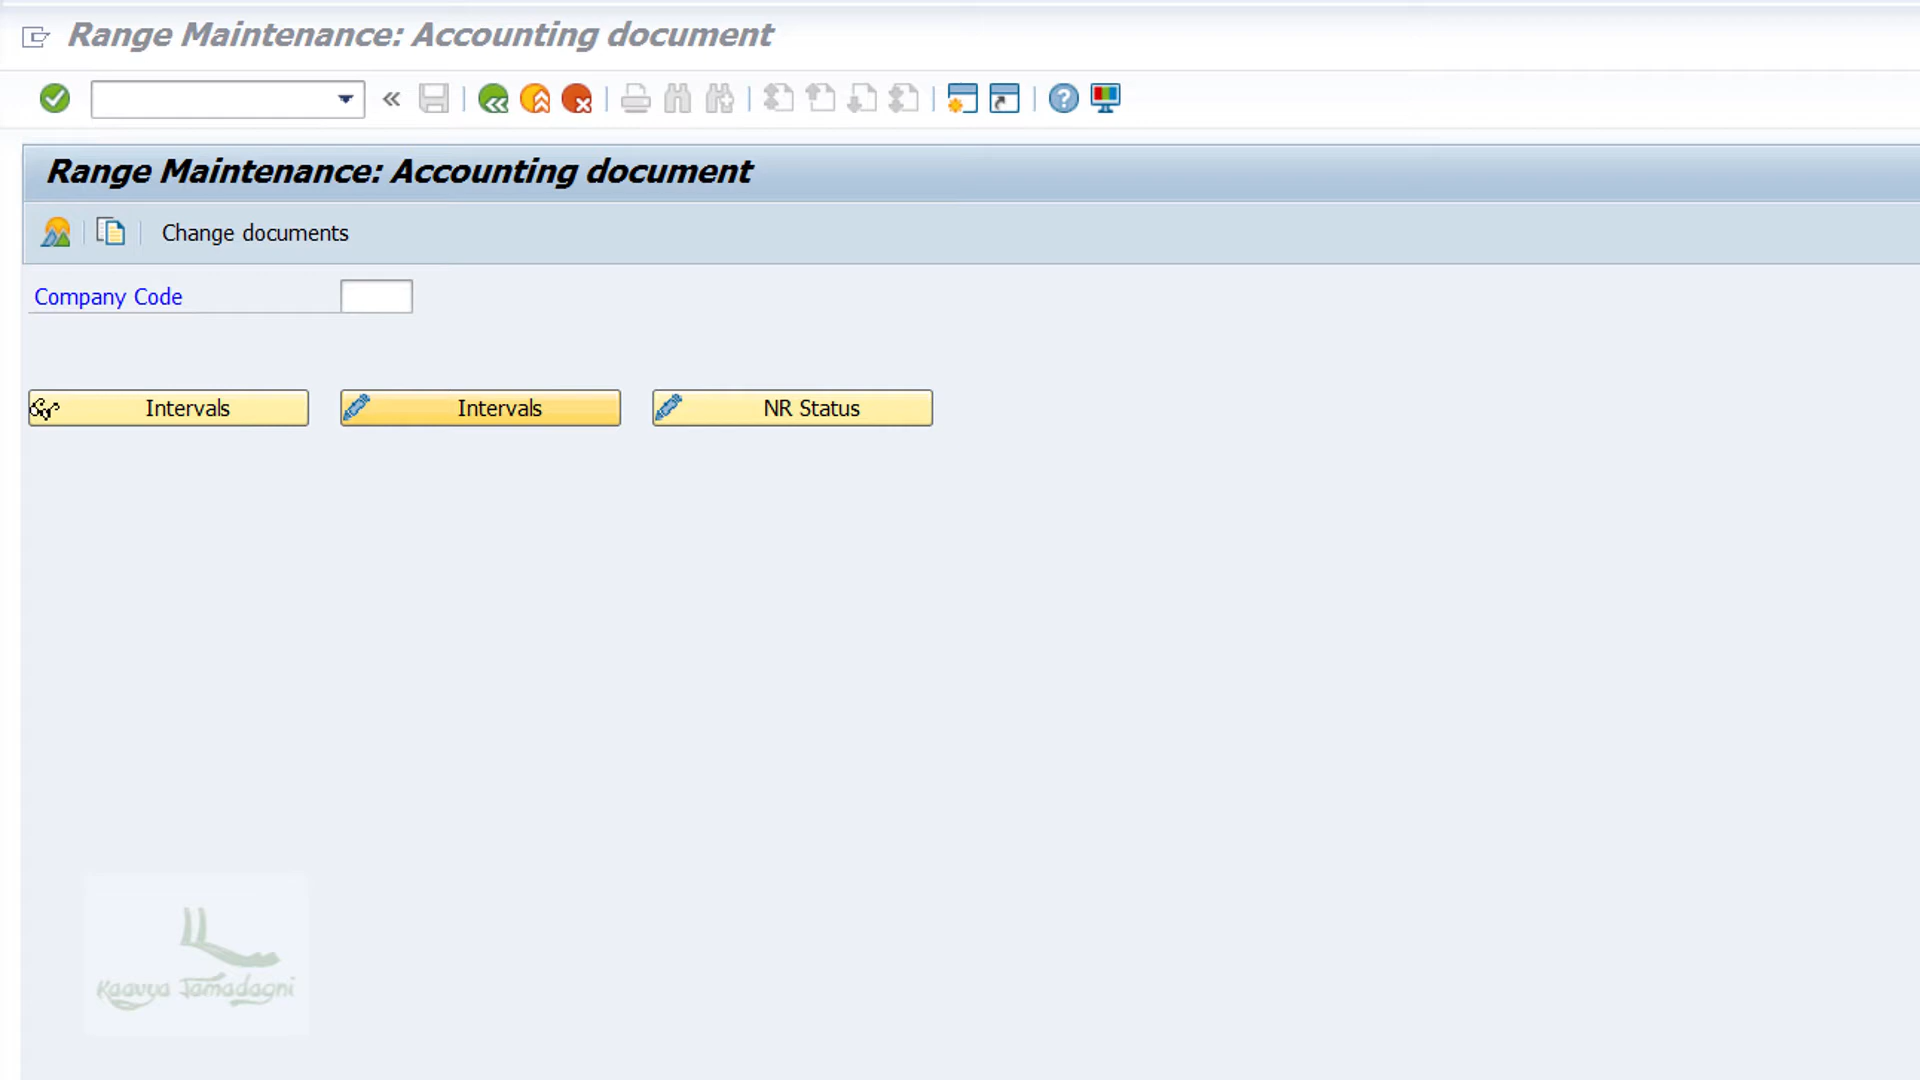 Range Maintenance: Accounting document
Range Maintenance: Accounting document
Change documents
Company Code
Intervals Intervals NR Status
Kaavya Jamadagni